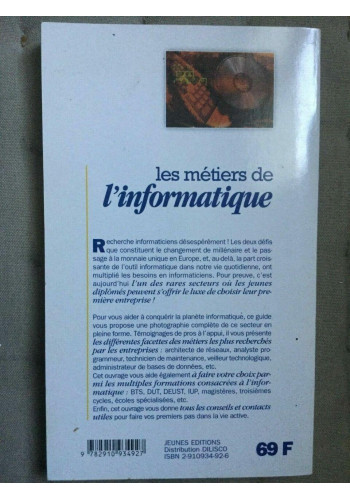 les métiers de
l'informatique
Recherche informaticiens désespérément ! Les deux défis
que constituent le changement de millénaire et le pas-
sage à la monnaie unique en Europe, et, au-delà, la part crois-
sante de l'outil informatique dans notre vie quotidienne, ont
multiplié les besoins en informaticiens. Pour preuve, c'est
aujourd'hui l'un des rares secteurs où les jeunes
diplômés peuvent s'offrir le luxe de choisir leur pre-
mière entreprise !
Pour vous aider à conquérir la planète informatique, ce guide
vous propose une photographie complète de ce secteur en
pleine forme. Témoignages de pros à l'appui, il vous présente
les différentes facettes des métiers les plus recherchés
par les entreprises : architecte de réseaux, analyste pro-
grammeur, technicien de maintenance, veilleur technologique,
administrateur de bases de données, etc.
Cet ouvrage vous aide également à faire votre choix par-
mi les multiples formations consacrées à l'infor-
matique : BTS, DUT, DEUST, IUP, magistères, troisièmes
cycles, écoles spécialisées, etc.
Enfin, cet ouvrage vous donne tous les conseils et contacts
utiles pour faire vos premiers pas dans la vie active.
JEUNES EDITIONS
Distribution DILISCO
ISBN 2-910934-92-6
69 F
9 782910 934927